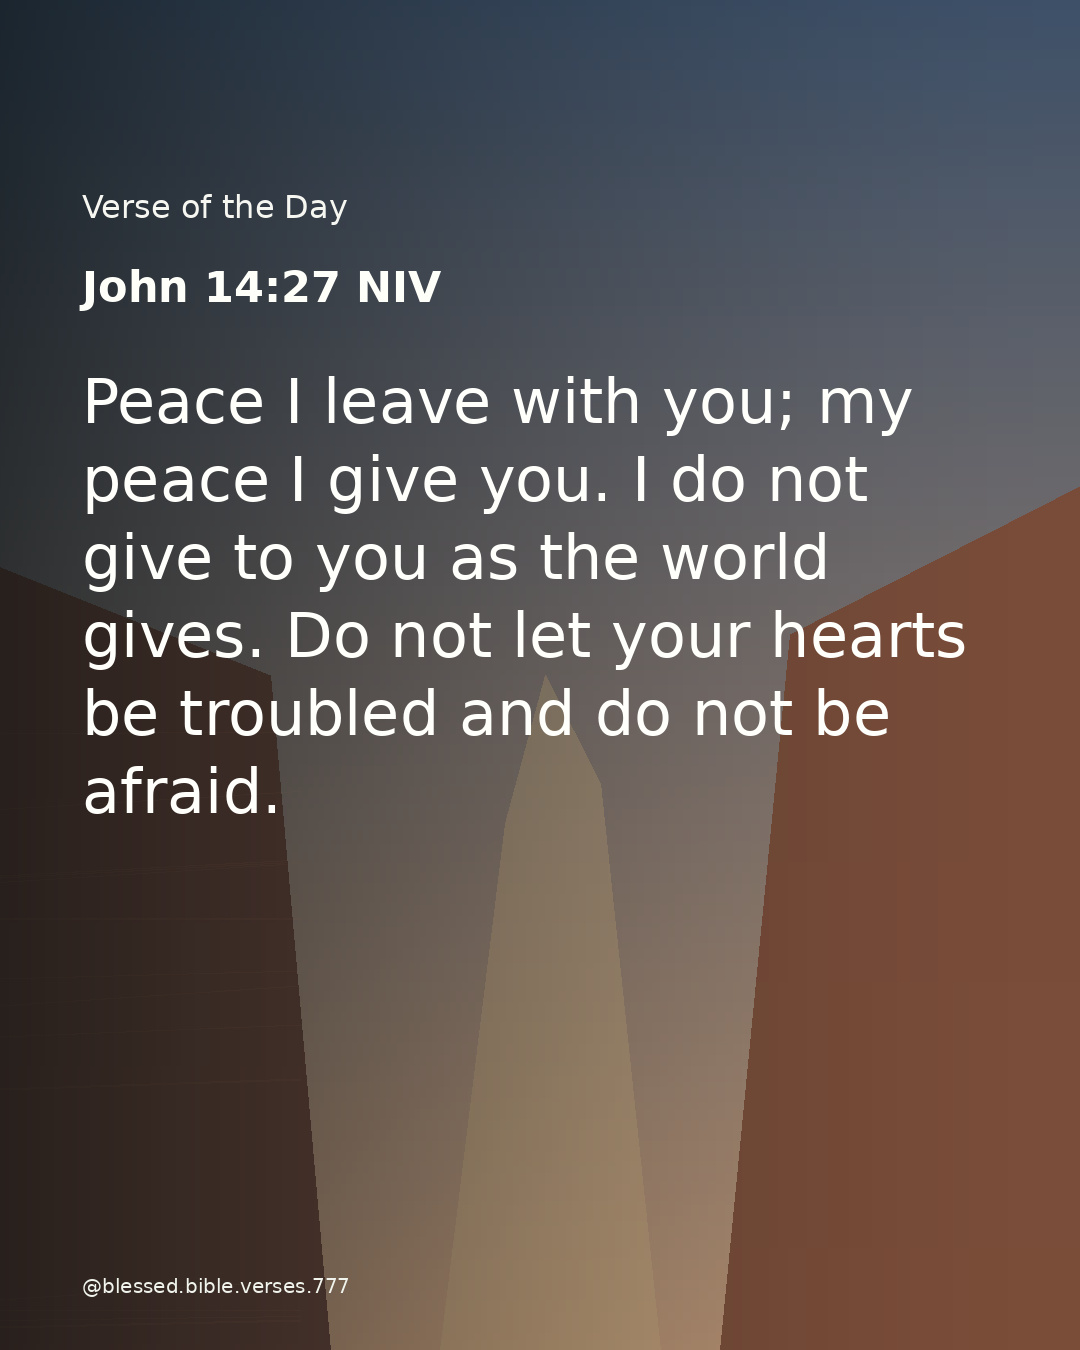 Verse of the Day
John 14:27 NIV
Peace I leave with you; my
peace I give you. I do not
give to you as the world
gives. Do not let your hearts
be troubled and do not be
afraid.
@blessed.bible.verses.777